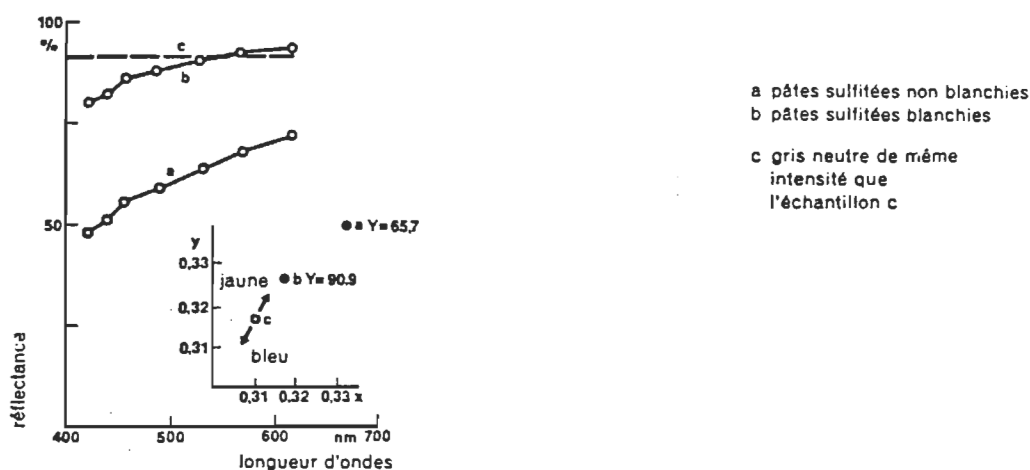 100
%
c
b
a
50
réflectance
400
500
600
nm 700
longueur d'ondes
y
0,33
0,32
0,31
jaune
bleu
a Y=65,7
b Y=90.9
c
0,31
0,32
0,33 x
a pâtes sulfitées non blanchies
b pâtes sulfitées blanchies
c gris neutre de même
intensité que
l'échantillon c